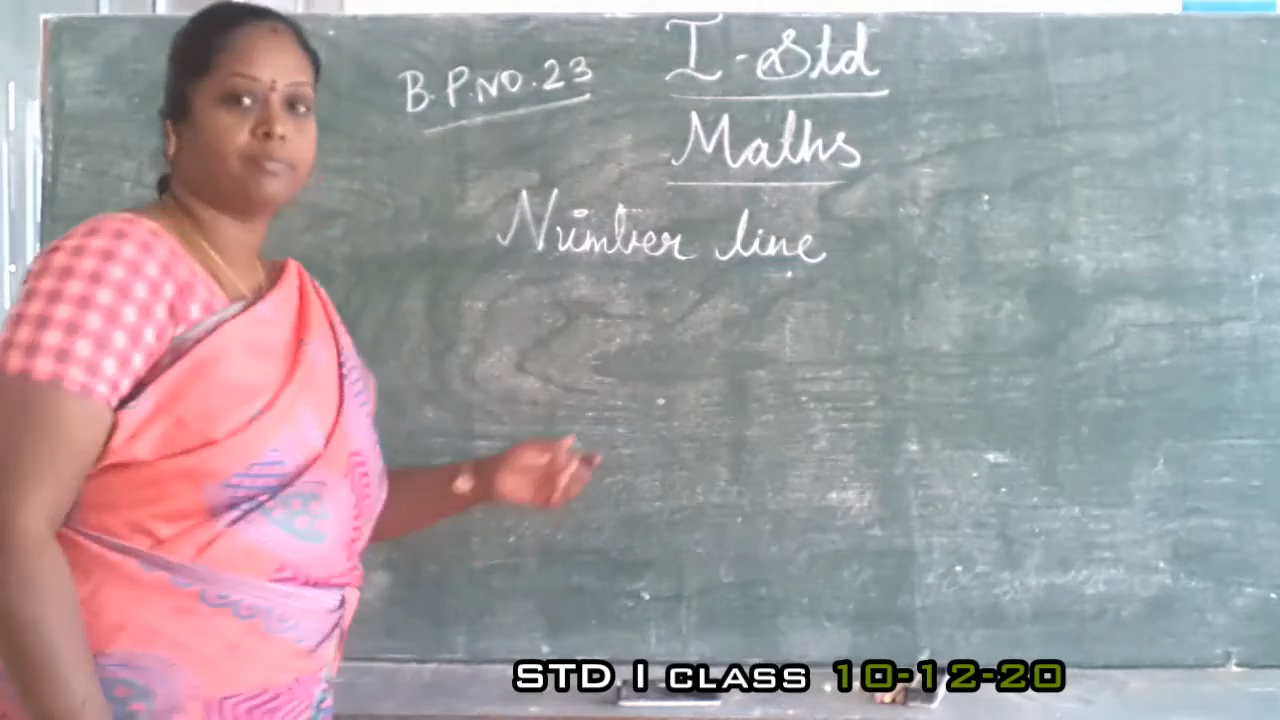 B.P.NO.23
I-Std
Maths
Number line
STD I CLASS 10-12-20